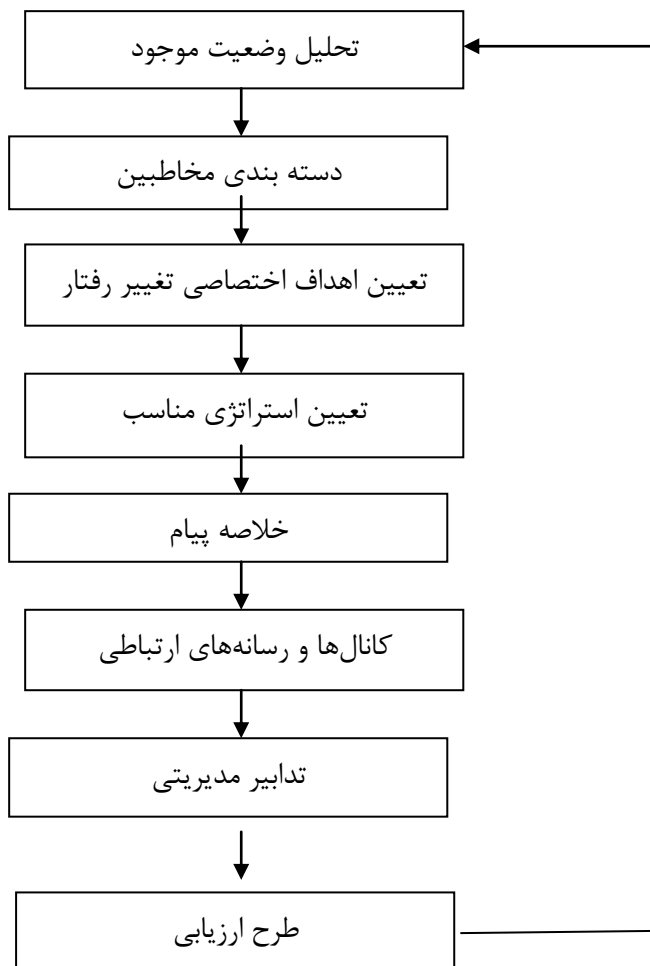 تحلیل وضعیت موجود
دسته بندی مخاطبین
تعیین اهداف اختصاصی تغییر رفتار
تعیین استراتژی مناسب
خلاصه پیام
کانال‌ها و رسانه‌های ارتباطی
تدابیر مدیریتی
طرح ارزیابی